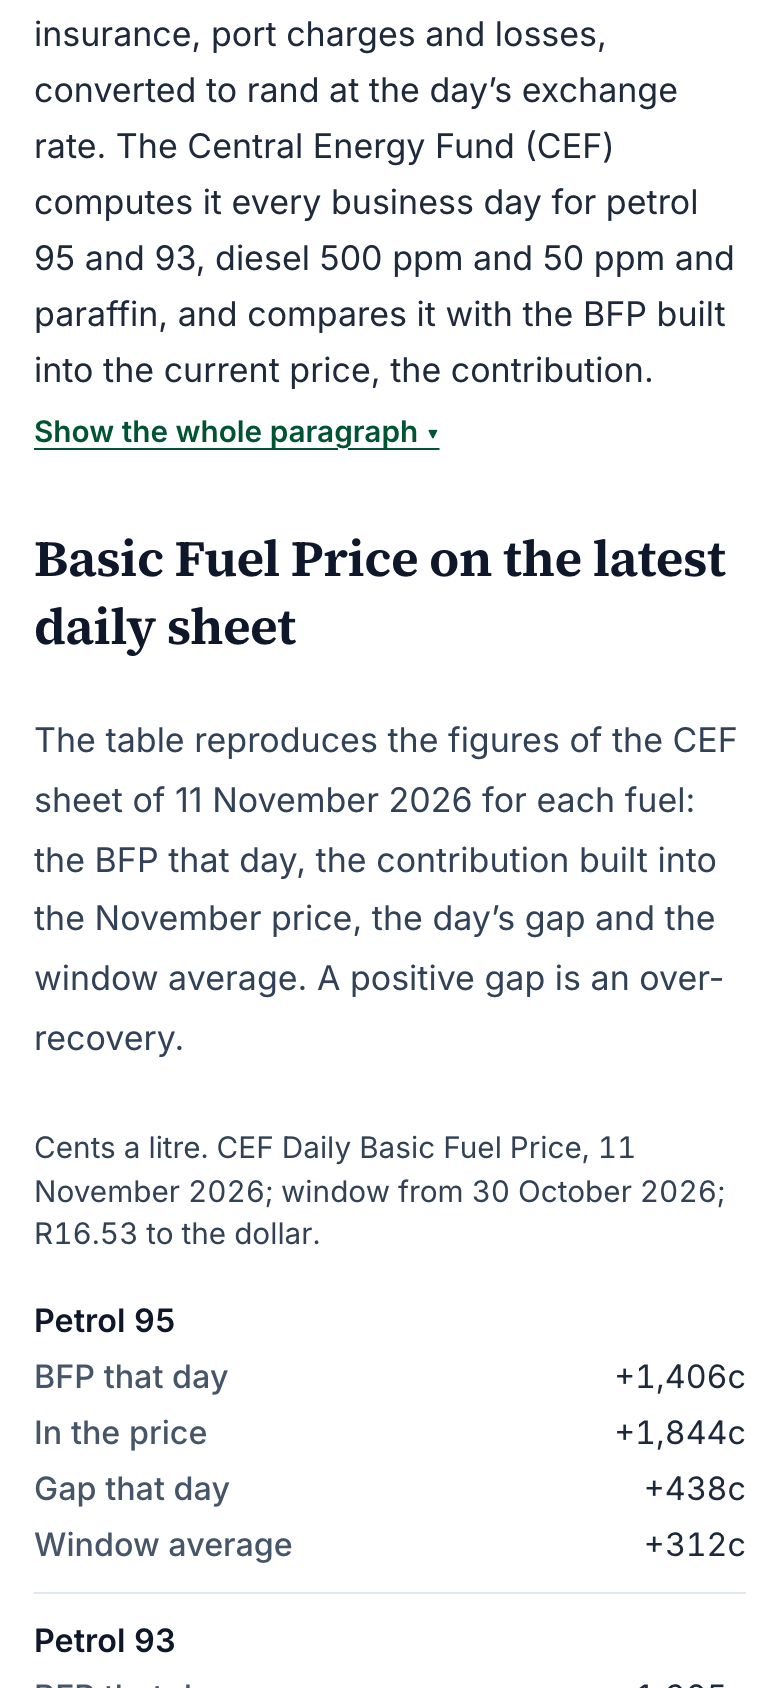 insurance, port charges and losses,
converted to rand at the day’s exchange
rate. The Central Energy Fund (CEF)
computes it every business day for petrol
95 and 93, diesel 500 ppm and 50 ppm and
paraffin, and compares it with the BFP built
into the current price, the contribution.
Show the whole paragraph ▾
Basic Fuel Price on the latest
daily sheet
The table reproduces the figures of the CEF
sheet of 11 November 2026 for each fuel:
the BFP that day, the contribution built into
the November price, the day’s gap and the
window average. A positive gap is an over-
recovery.
Cents a litre. CEF Daily Basic Fuel Price, 11
November 2026; window from 30 October 2026;
R16.53 to the dollar.
Petrol 95
BFP that day +1,406c
In the price +1,844c
Gap that day +438c
Window average +312c
Petrol 93